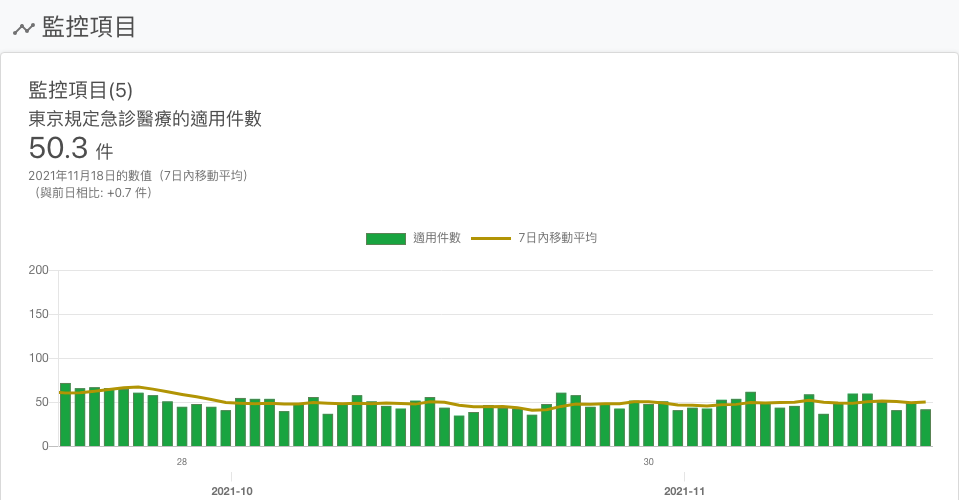 監控項目
監控項目(5)
東京規定急診醫療的適用件數
50.3 件
2021年11月18日的數值（7日內移動平均）
（與前日相比: +0.7 件）
適用件數 7日內移動平均
200
150
100
50
0
28 30
2021-10 2021-11